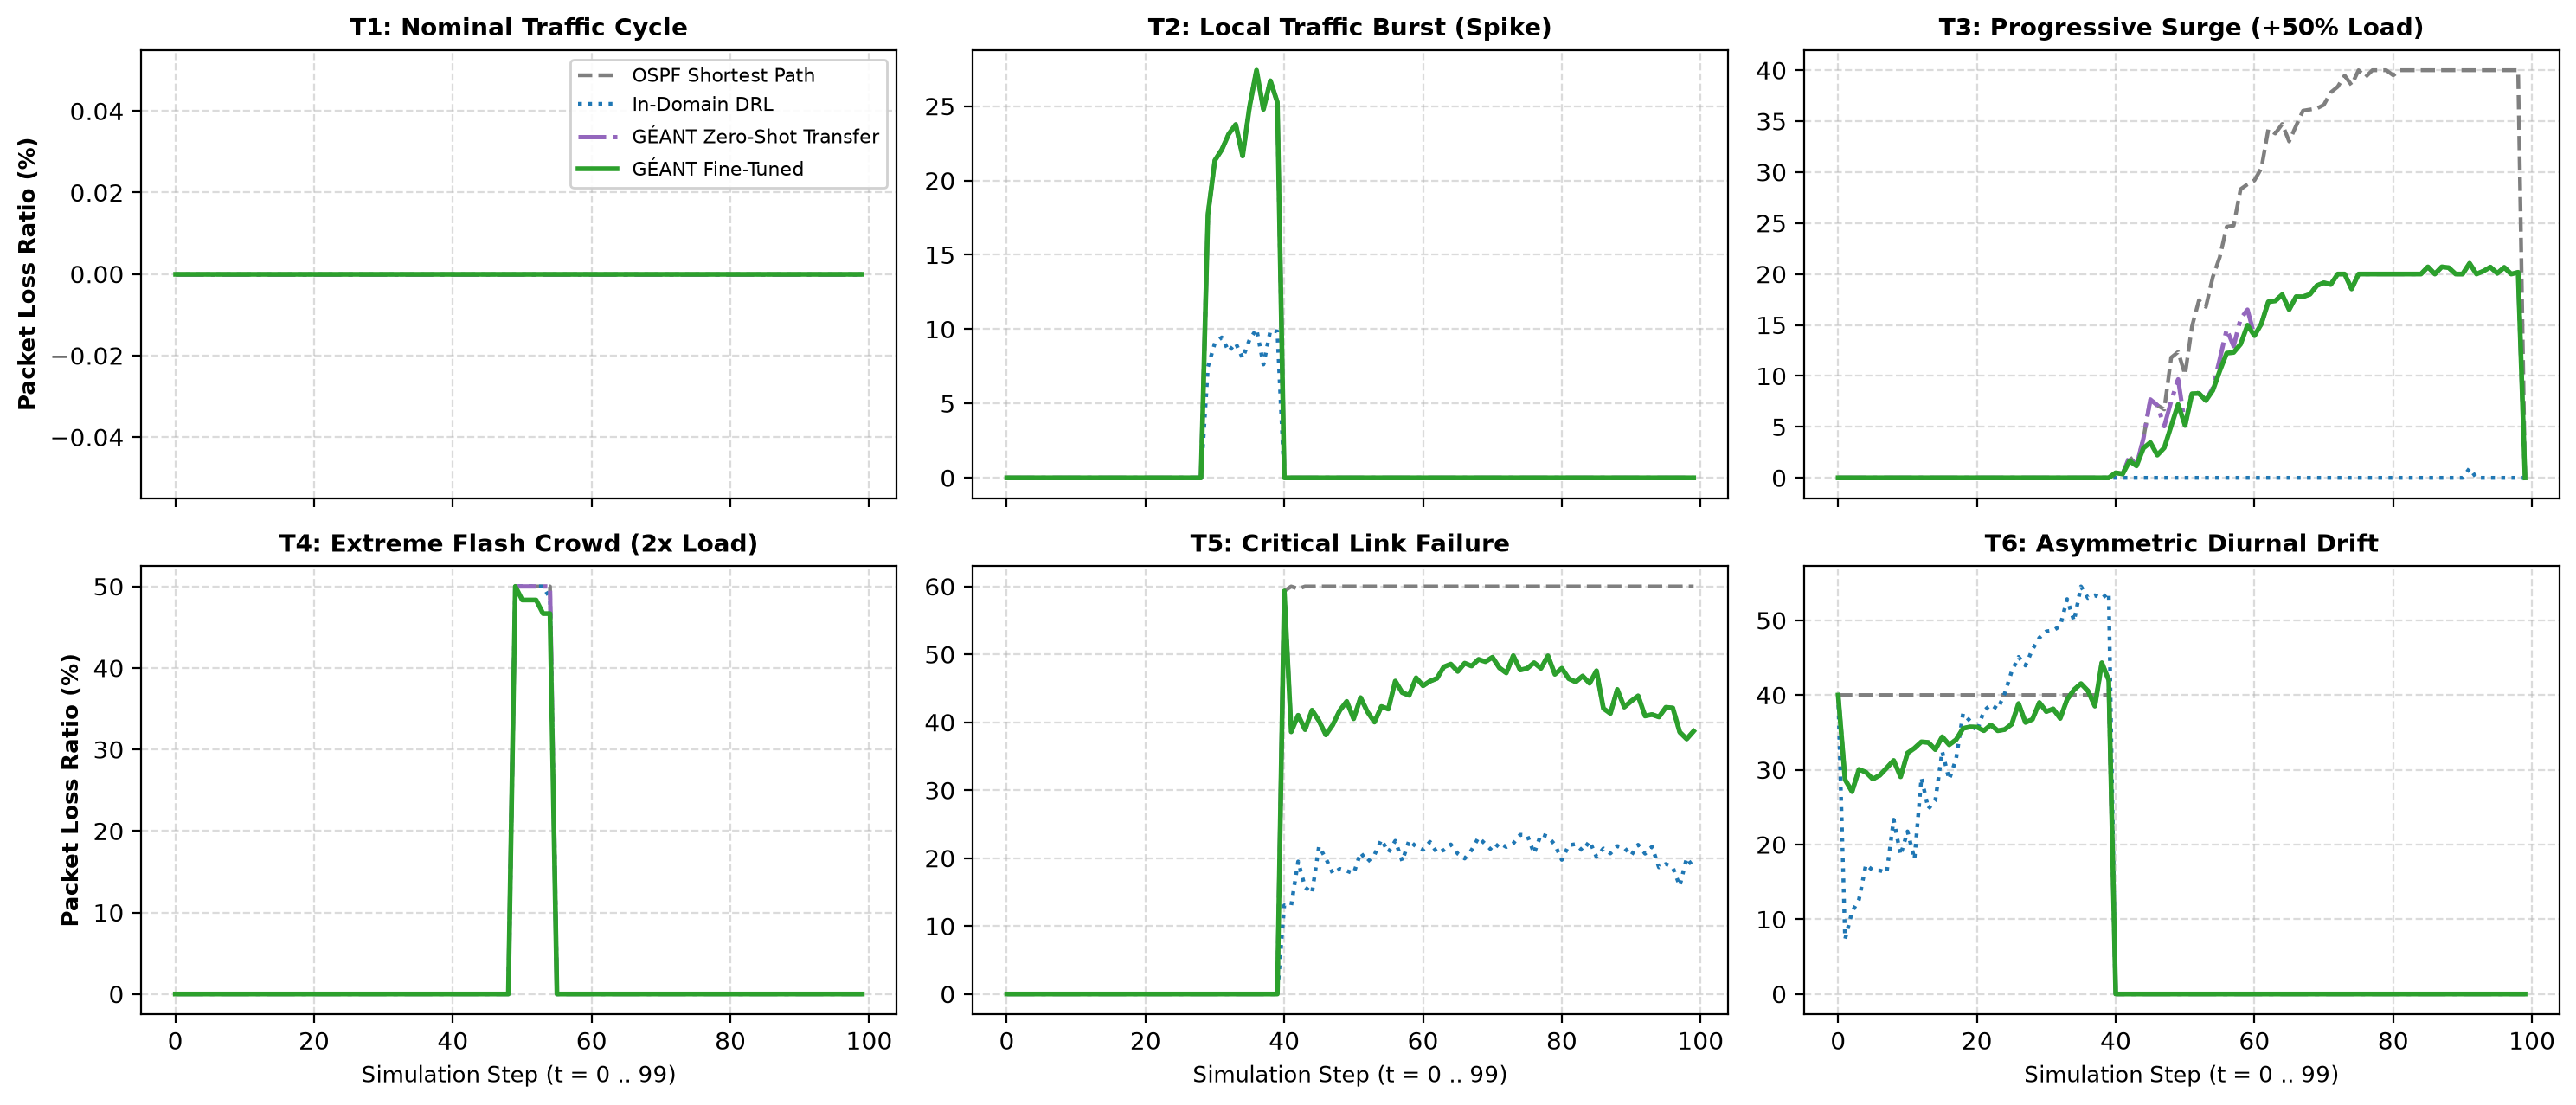 T1: Nominal Traffic Cycle
Packet Loss Ratio (%)
0.04
0.02
0.00
−0.02
−0.04
OSPF Shortest Path
In-Domain DRL
GÉANT Zero-Shot Transfer
GÉANT Fine-Tuned
T2: Local Traffic Burst (Spike)
25
20
15
10
5
0
T3: Progressive Surge (+50% Load)
40
35
30
25
20
15
10
5
0
T4: Extreme Flash Crowd (2x Load)
Packet Loss Ratio (%)
50
40
30
20
10
0
0 20 40 60 80 100
Simulation Step (t = 0 .. 99)
T5: Critical Link Failure
60
50
40
30
20
10
0
0 20 40 60 80 100
Simulation Step (t = 0 .. 99)
T6: Asymmetric Diurnal Drift
50
40
30
20
10
0
0 20 40 60 80 100
Simulation Step (t = 0 .. 99)